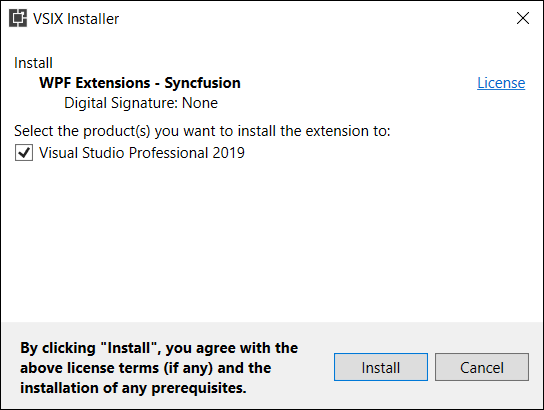 VSIX Installer
Install
WPF Extensions - Syncfusion
License
Digital Signature: None
Select the product(s) you want to install the extension to:
Visual Studio Professional 2019
By clicking "Install", you agree with the
above license terms (if any) and the
installation of any prerequisites.
Install
Cancel